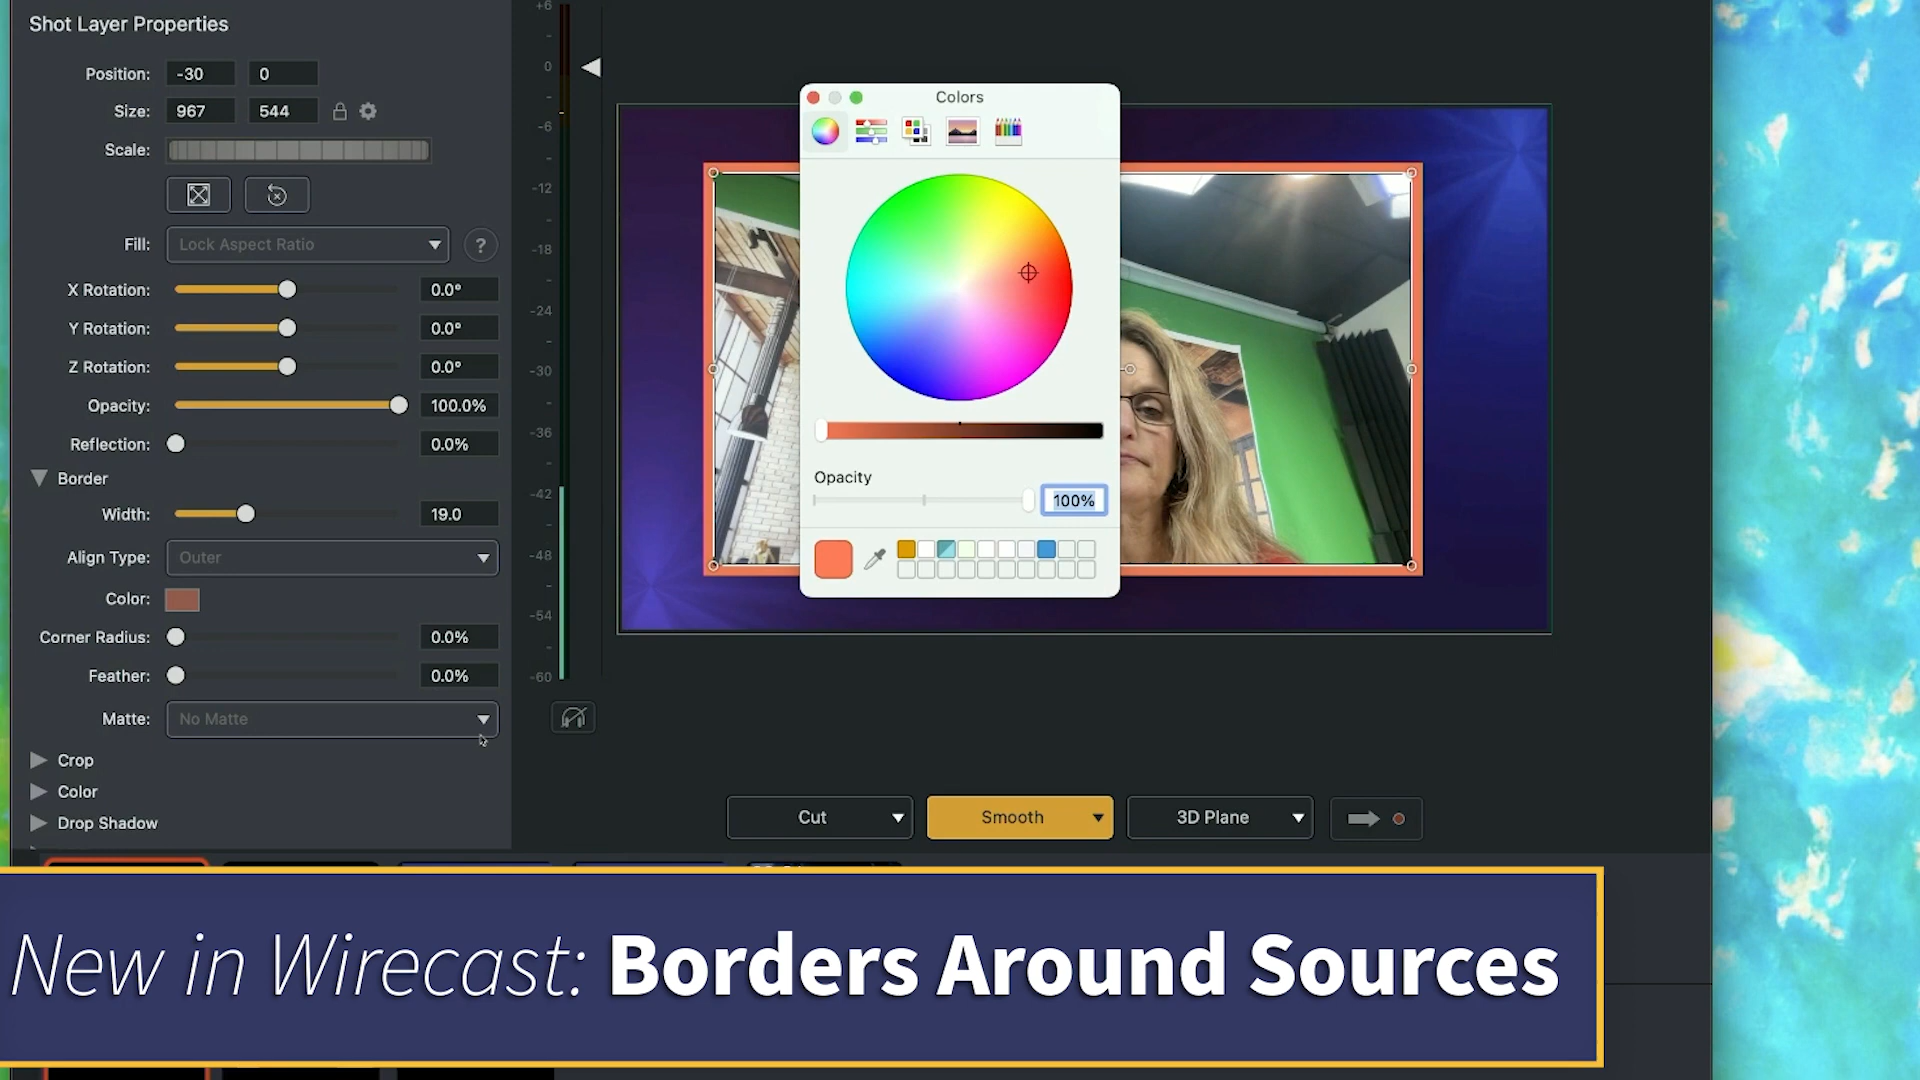 Shot Layer Properties
Position: -30 0
Size: 967 544
Scale:
Fill: Lock Aspect Ratio ?
X Rotation: 0.0°
Y Rotation: 0.0°
Z Rotation: 0.0°
Opacity: 100.0%
Reflection: 0.0%
Border
Width: 19.0
Align Type: Outer
Color:
Corner Radius: 0.0%
Feather: 0.0%
Matte: No Matte
Crop
Color
Drop Shadow
+6
0
-6
-12
-18
-24
-30
-36
-42
-48
-54
-60
Colors
Opacity
100%
Cut
Smooth
3D Plane
New in Wirecast: Borders Around Sources